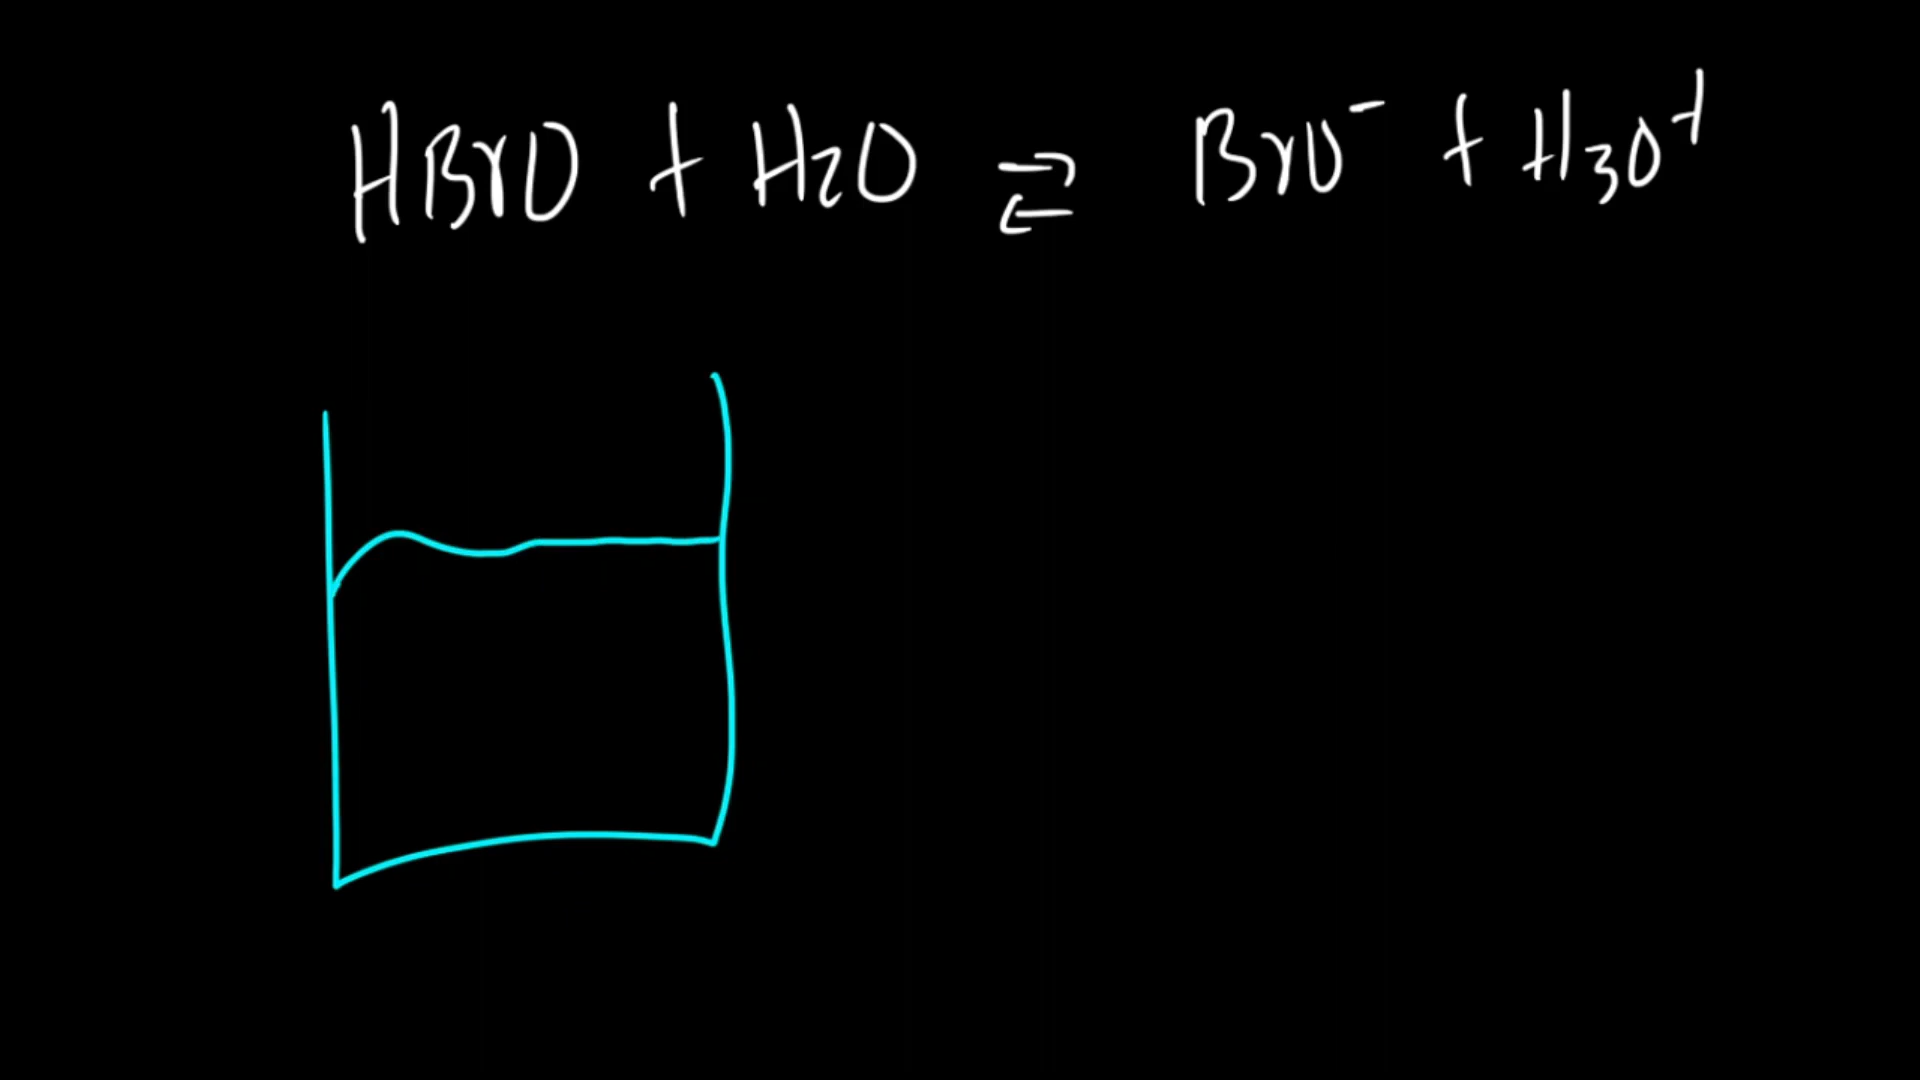 HBrO + H2O ⇄ BrO⁻ + H3O⁺